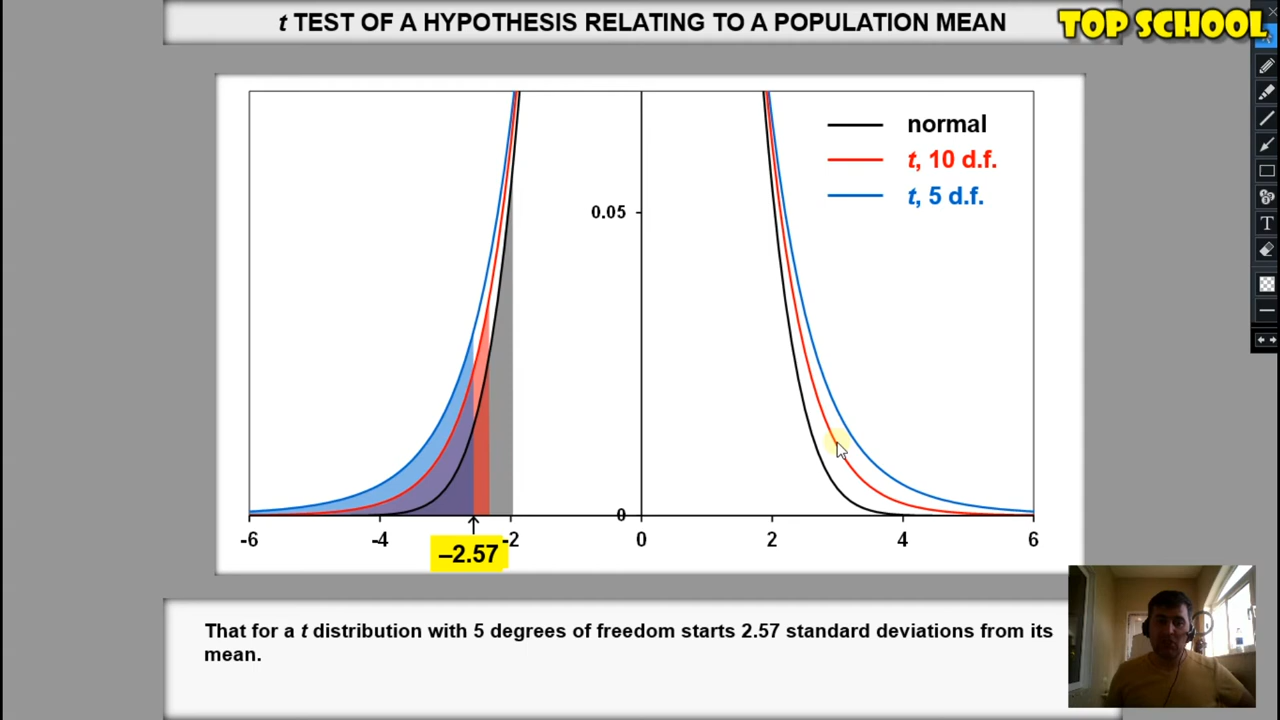 t TEST OF A HYPOTHESIS RELATING TO A POPULATION MEAN
TOP SCHOOL
normal
t, 10 d.f.
t, 5 d.f.
0.05
0
-6 -4 -2 0 2 4 6
–2.57
That for a t distribution with 5 degrees of freedom starts 2.57 standard deviations from its
mean.
T